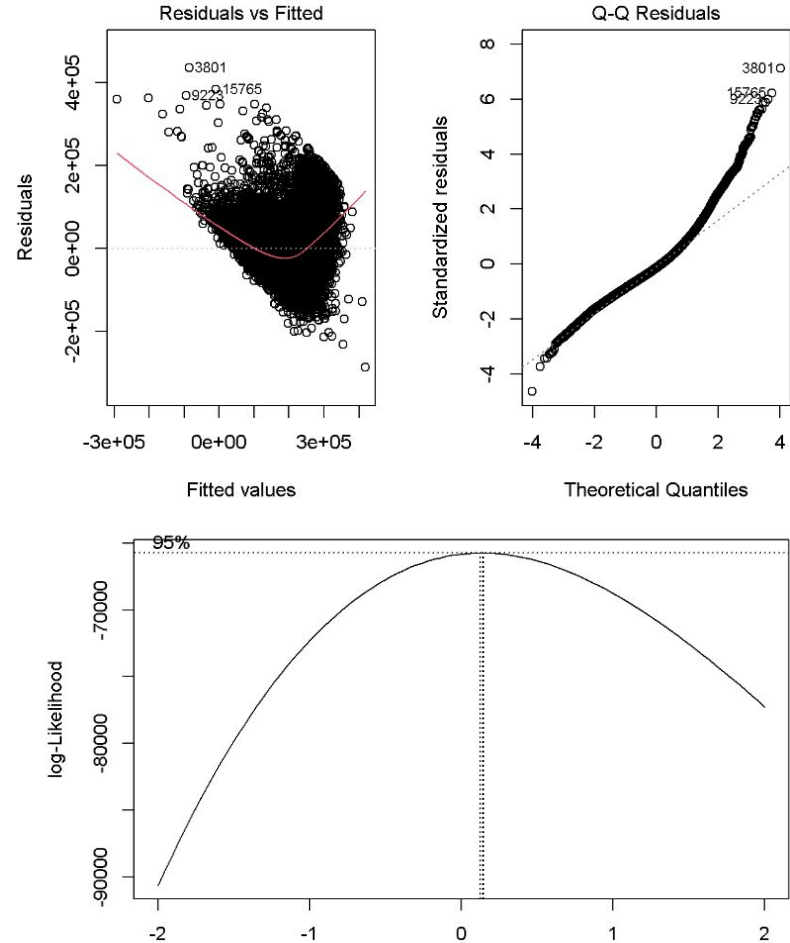 Residuals vs Fitted
Residuals
4e+05
2e+05
0e+00
-2e+05
3801
9223
15765
-3e+05 0e+00 3e+05
Fitted values
Q-Q Residuals
Standardized residuals
8
6
4
2
0
-2
-4
3801
15765
9223
-4 -2 0 2 4
Theoretical Quantiles
log-Likelihood
95%
-70000
-80000
-90000
-2 -1 0 1 2